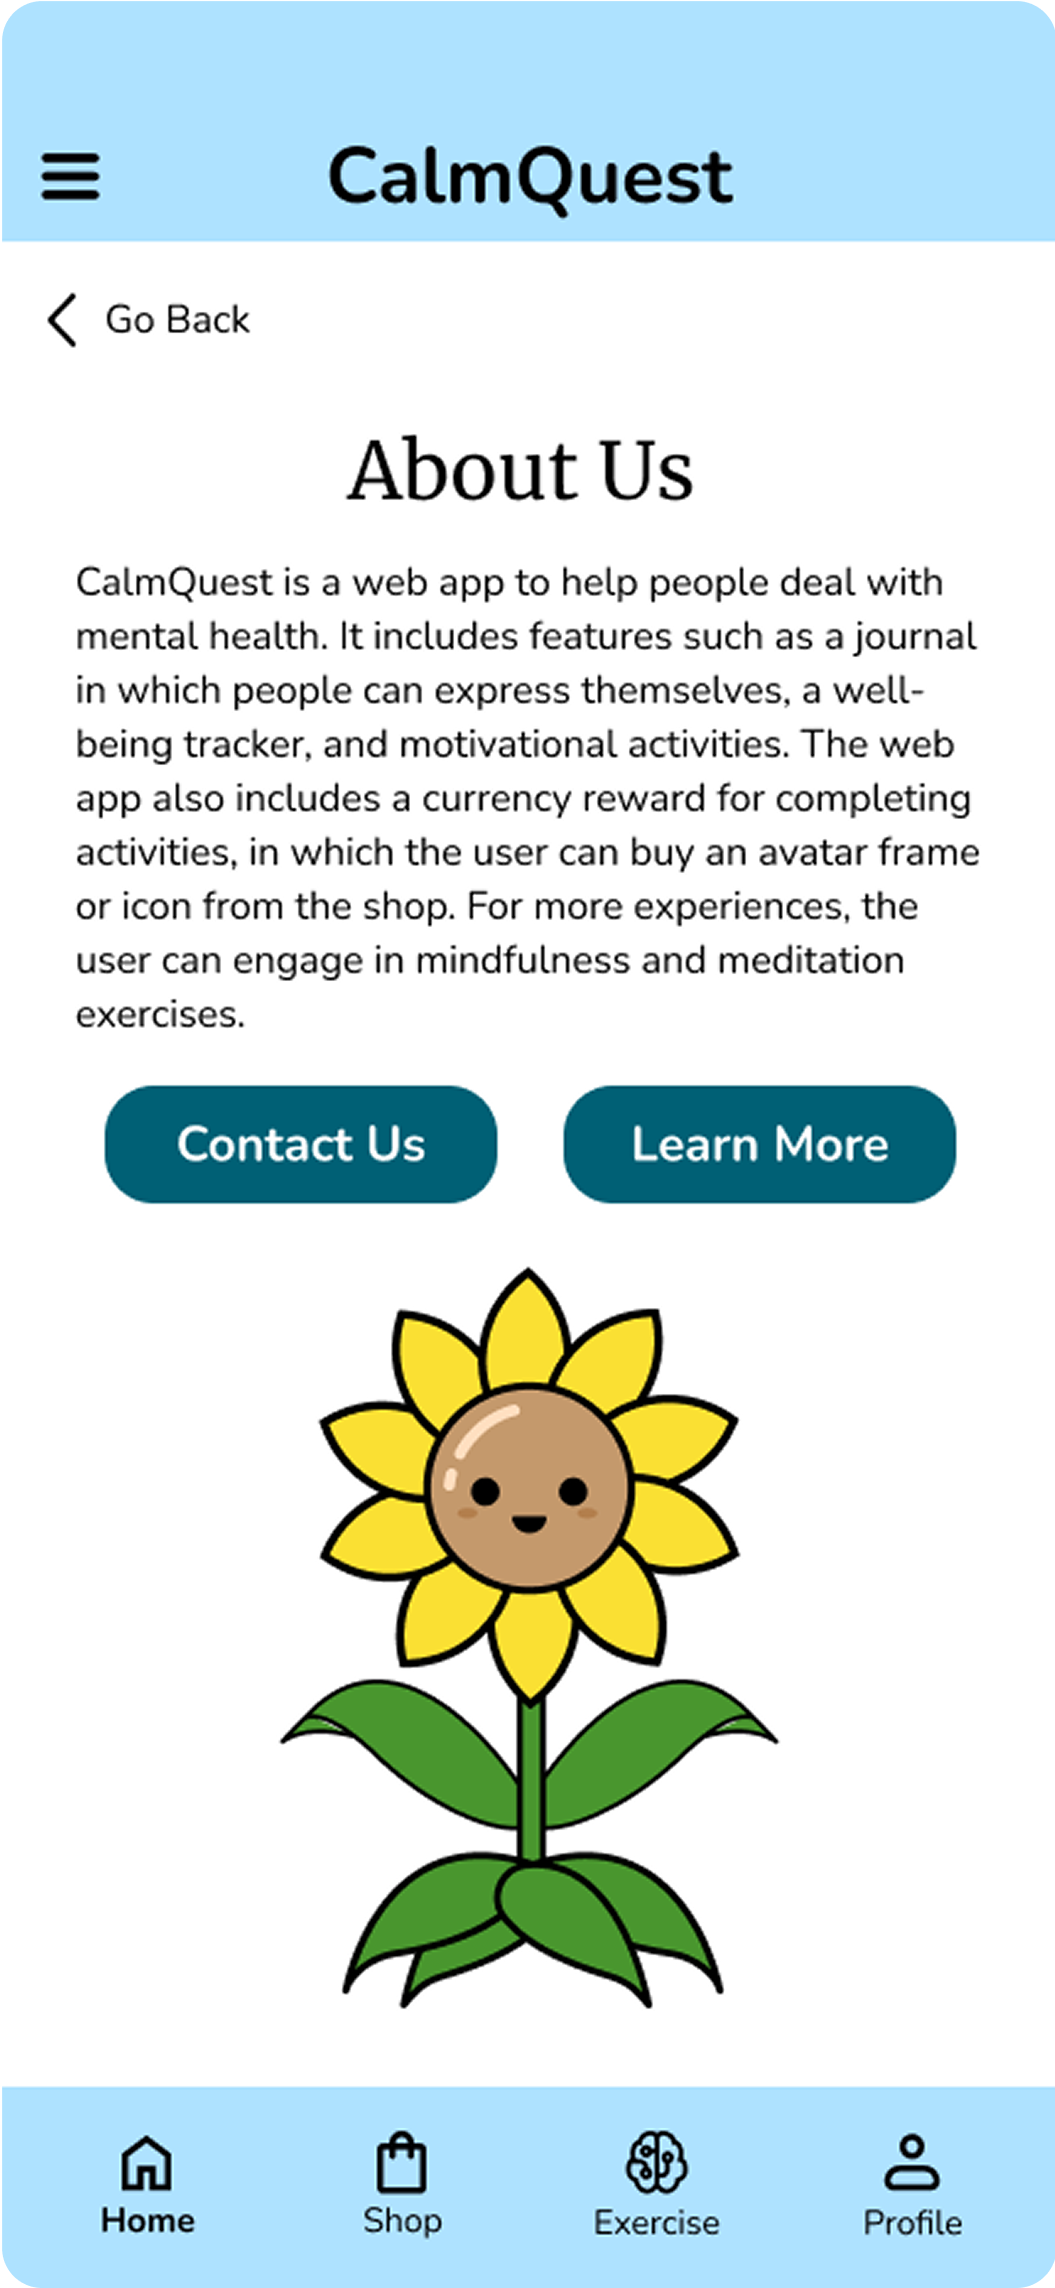 CalmQuest
Go Back
About Us
CalmQuest is a web app to help people deal with
mental health. It includes features such as a journal
in which people can express themselves, a well-
being tracker, and motivational activities. The web
app also includes a currency reward for completing
activities, in which the user can buy an avatar frame
or icon from the shop. For more experiences, the
user can engage in mindfulness and meditation
exercises.
Contact Us
Learn More
Home
Shop
Exercise
Profile